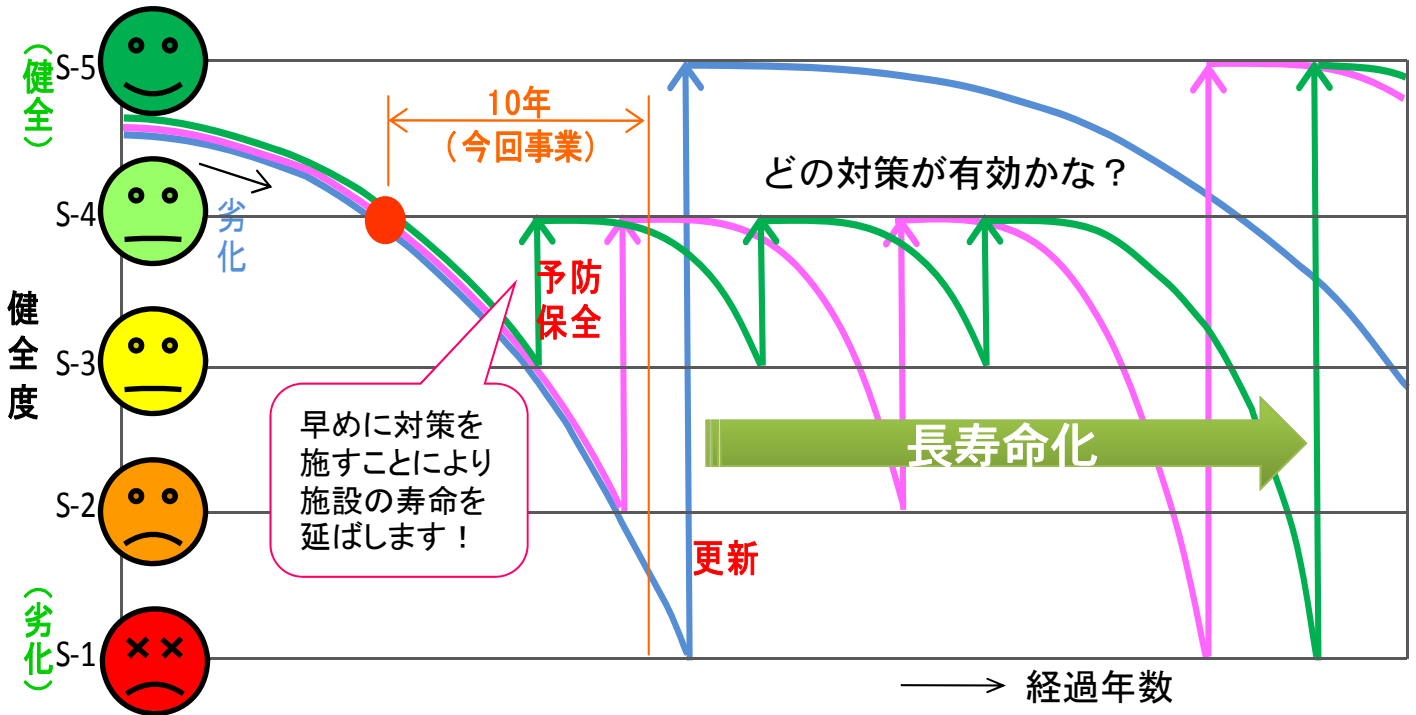 （健全）
S-5
S-4
S-3
S-2
S-1
（劣化）
健全度
劣化
10年
（今回事業）
どの対策が有効かな？
予防
保全
早めに対策を
施すことにより
施設の寿命を
延ばします！
長寿命化
更新
経過年数